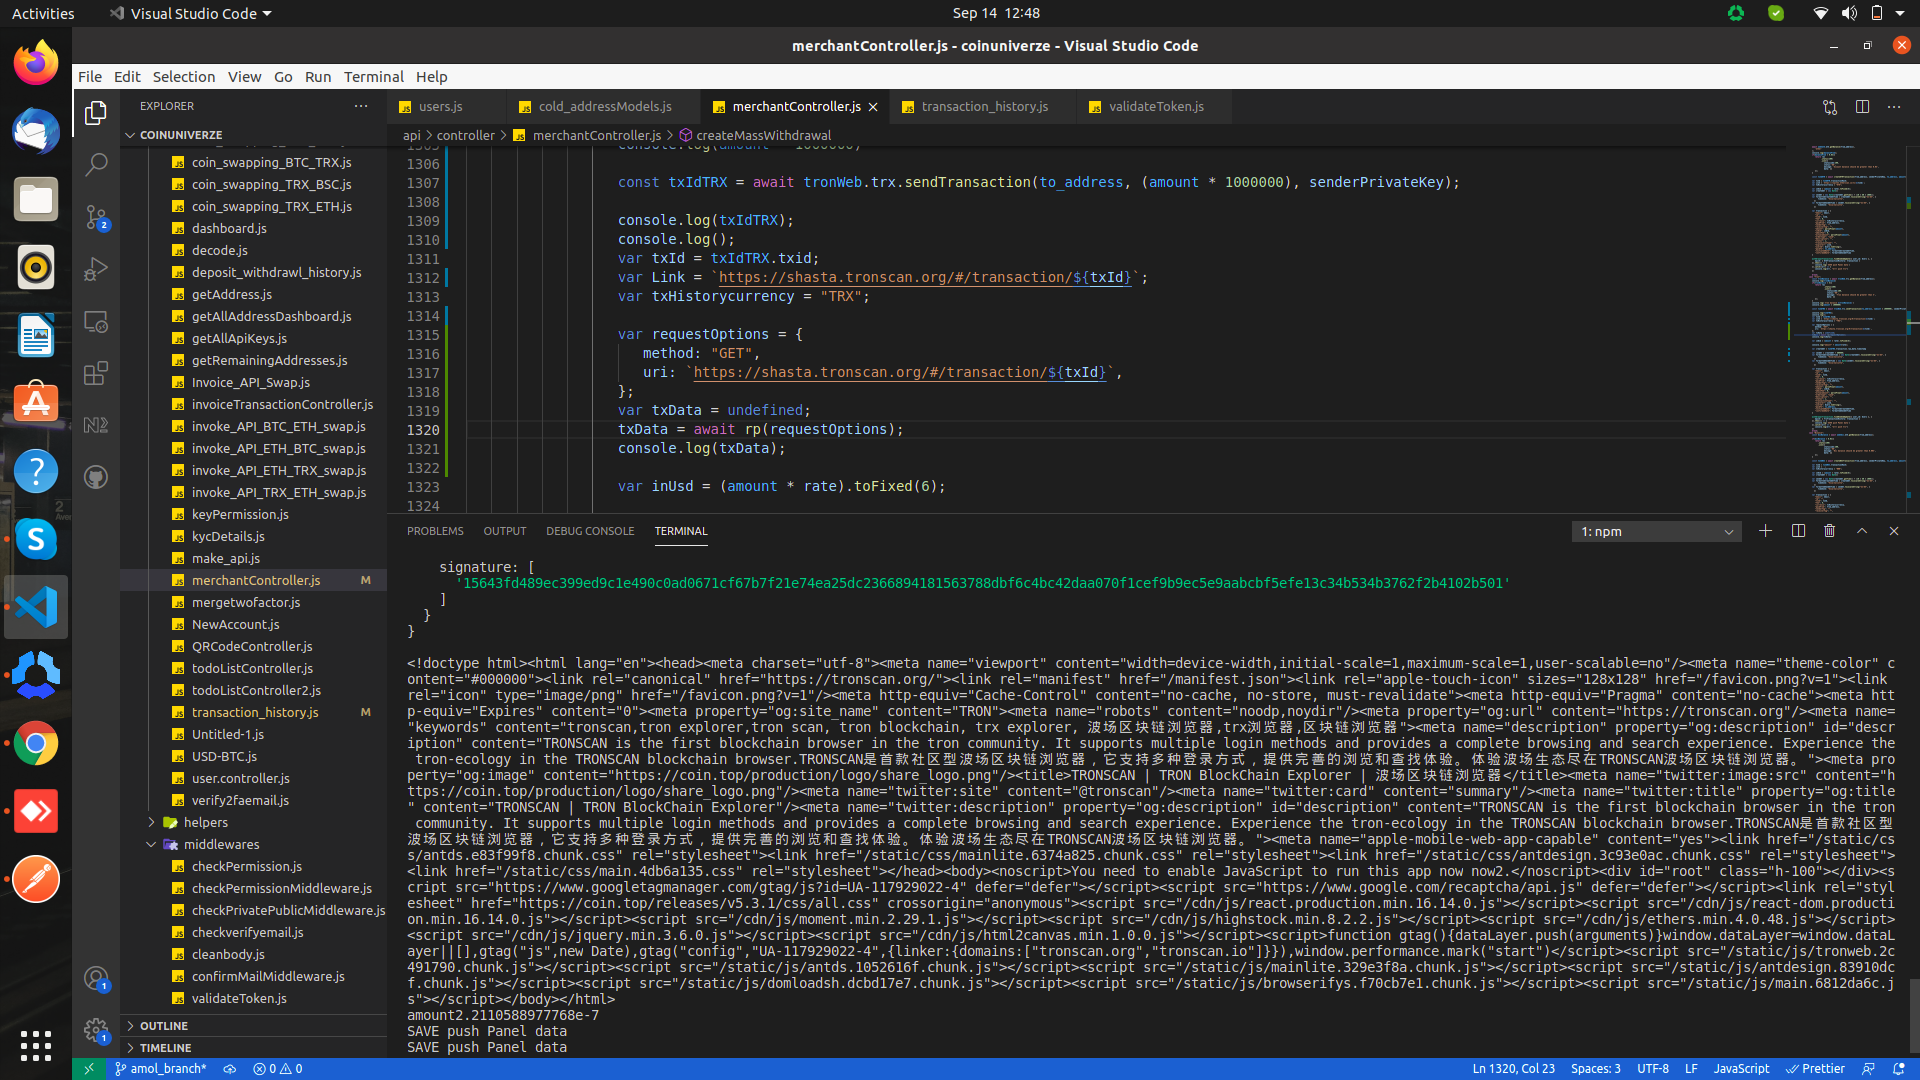 Activities
Visual Studio Code
Sep 14 12:48
merchantController.js - coinuniverze - Visual Studio Code
File Edit Selection View Go Run Terminal Help
EXPLORER
COINUNIVERZE
coin_swapping_BTC_TRX.js
coin_swapping_TRX_BSC.js
coin_swapping_TRX_ETH.js
dashboard.js
decode.js
deposit_withdrawl_history.js
getAddress.js
getAllAddressDashboard.js
getAllApiKeys.js
getRemainingAddresses.js
Invoice_API_Swap.js
invoiceTransactionController.js
invoke_API_BTC_ETH_swap.js
invoke_API_ETH_BTC_swap.js
invoke_API_ETH_TRX_swap.js
invoke_API_TRX_ETH_swap.js
keyPermission.js
kycDetails.js
make_api.js
merchantController.js M
mergetwofactor.js
NewAccount.js
QRCodeController.js
todoListController.js
todoListController2.js
transaction_history.js M
Untitled-1.js
USD-BTC.js
user.controller.js
verify2faemail.js
helpers
middlewares
checkPermission.js
checkPermissionMiddleware.js
checkPrivatePublicMiddleware.js
checkverifyemail.js
cleanbody.js
confirmMailMiddleware.js
validateToken.js
OUTLINE
TIMELINE
users.js
cold_addressModels.js
merchantController.js
transaction_history.js
validateToken.js
api > controller > merchantController.js > createMassWithdrawal
1306
1307 const txIdTRX = await tronWeb.trx.sendTransaction(to_address, (amount * 1000000), senderPrivateKey);
1308
1309 console.log(txIdTRX);
1310 console.log();
1311 var txId = txIdTRX.txid;
1312 var Link = `https://shasta.tronscan.org/#/transaction/${txId}`;
1313 var txHistorycurrency = "TRX";
1314
1315 var requestOptions = {
1316 method: "GET",
1317 uri: `https://shasta.tronscan.org/#/transaction/${txId}`,
1318 };
1319 var txData = undefined;
1320 txData = await rp(requestOptions);
1321 console.log(txData);
1322
1323 var inUsd = (amount * rate).toFixed(6);
1324
PROBLEMS OUTPUT DEBUG CONSOLE TERMINAL
1: npm
signature: [
'15643fd489ec399ed9c1e490c0ad0671cf67b7f21e74ea25dc2366894181563788dbf6c4bc42daa070f1cef9b9ec5e9aabcbf5efe13c34b534b3762f2b4102b501'
]
}
}
<!doctype html><html lang="en"><head><meta charset="utf-8"><meta name="viewport" content="width=device-width,initial-scale=1,maximum-scale=1,user-scalable=no"/><meta name="theme-color" c
ontent="#000000"><link rel="canonical" href="https://tronscan.org/"><link rel="manifest" href="/manifest.json"><link rel="apple-touch-icon" sizes="128x128" href="/favicon.png?v=1"><link
rel="icon" type="image/png" href="/favicon.png?v=1"/><meta http-equiv="Cache-Control" content="no-cache, no-store, must-revalidate"><meta http-equiv="Pragma" content="no-cache"><meta htt
p-equiv="Expires" content="0"><meta property="og:site_name" content="TRON"><meta name="robots" content="noodp,noydir"/><meta property="og:url" content="https://tronscan.org"/><meta name=
"keywords" content="tronscan,tron explorer,tron scan, tron blockchain, trx explorer, 波场区块链浏览器,trx浏览器,区块链浏览器"><meta name="description" property="og:description" id="descr
iption" content="TRONSCAN is the first blockchain browser in the tron community. It supports multiple login methods and provides a complete browsing and search experience. Experience the
tron-ecology in the TRONSCAN blockchain browser.TRONSCAN是首款社区型波场区块链浏览器，它支持多种登录方式，提供完善的浏览和查找体验。体验波场生态尽在TRONSCAN波场区块链浏览器。"><meta pro
perty="og:image" content="https://coin.top/production/logo/share_logo.png"/><title>TRONSCAN | TRON BlockChain Explorer | 波场区块链浏览器</title><meta name="twitter:image:src" content="h
ttps://coin.top/production/logo/share_logo.png"/><meta name="twitter:site" content="@tronscan"/><meta name="twitter:card" content="summary"/><meta name="twitter:title" property="og:title
" content="TRONSCAN | TRON BlockChain Explorer"/><meta name="twitter:description" property="og:description" id="description" content="TRONSCAN is the first blockchain browser in the tron
community. It supports multiple login methods and provides a complete browsing and search experience. Experience the tron-ecology in the TRONSCAN blockchain browser.TRONSCAN是首款社区型
波场区块链浏览器，它支持多种登录方式，提供完善的浏览和查找体验。体验波场生态尽在TRONSCAN波场区块链浏览器。"><meta name="apple-mobile-web-app-capable" content="yes"><link href="/static/cs
s/antds.e83f99f8.chunk.css" rel="stylesheet"><link href="/static/css/mainlite.6374a825.chunk.css" rel="stylesheet"><link href="/static/css/antdesign.3c93e0ac.chunk.css" rel="stylesheet">
<link href="/static/css/main.4db6a135.css" rel="stylesheet"></head><body><noscript>You need to enable JavaScript to run this app now now2.</noscript><div id="root" class="h-100"></div><s
cript src="https://www.googletagmanager.com/gtag/js?id=UA-117929022-4" defer="defer"></script><script src="https://www.google.com/recaptcha/api.js" defer="defer"></script><link rel="styl
esheet" href="https://coin.top/releases/v5.3.1/css/all.css" crossorigin="anonymous"><script src="/cdn/js/react.production.min.16.14.0.js"></script><script src="/cdn/js/react-dom.producti
on.min.16.14.0.js"></script><script src="/cdn/js/moment.min.2.29.1.js"></script><script src="/cdn/js/highstock.min.8.2.2.js"></script><script src="/cdn/js/ethers.min.4.0.48.js"></script>
<script src="/cdn/js/jquery.min.3.6.0.js"></script><script src="/cdn/js/html2canvas.min.1.0.0.js"></script><script>function gtag(){dataLayer.push(arguments)}window.dataLayer=window.dataL
ayer||[],gtag("js",new Date),gtag("config","UA-117929022-4",{linker:{domains:["tronscan.org","tronscan.io"]}}),window.performance.mark("start")</script><script src="/static/js/tronweb.2c
491790.chunk.js"></script><script src="/static/js/antds.1052616f.chunk.js"></script><script src="/static/js/mainlite.329e3f8a.chunk.js"></script><script src="/static/js/antdesign.83910dc
f.chunk.js"></script><script src="/static/js/domloadsh.dcbd17e7.chunk.js"></script><script src="/static/js/browserifys.f70cb7e1.chunk.js"></script><script src="/static/js/main.6812da6c.j
s"></script></body></html>
amount2.2110588977768e-7
SAVE push Panel data
SAVE push Panel data
amol_branch* 0 0
Ln 1320, Col 23 Spaces: 3 UTF-8 LF JavaScript Prettier